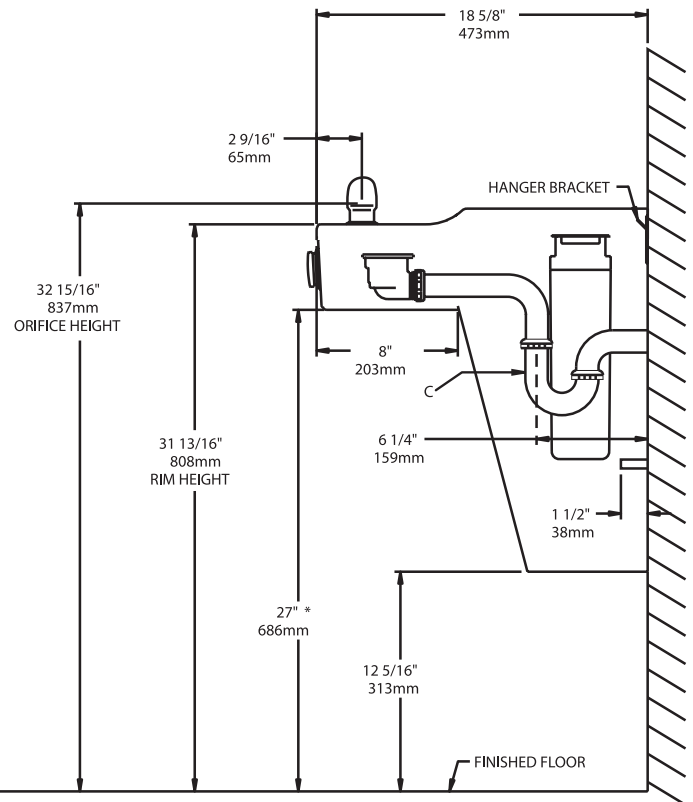 18 5/8"
473mm
2 9/16"
65mm
HANGER BRACKET
32 15/16"
837mm
ORIFICE HEIGHT
8"
203mm
C
31 13/16"
808mm
RIM HEIGHT
6 1/4"
159mm
1 1/2"
38mm
27" *
686mm
12 5/16"
313mm
FINISHED FLOOR